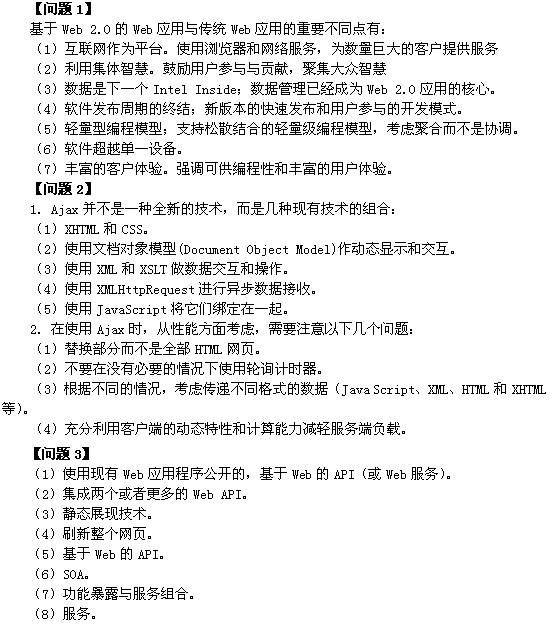 【问题 1】
基于 Web 2.0 的 Web 应用与传统 Web 应用的重要不同点有：
（1）互联网作为平台。使用浏览器和网络服务，为数量巨大的客户提供服务
（2）利用集体智慧。鼓励用户参与与贡献，聚集大众智慧
（3）数据是下一个 Intel Inside；数据管理已经成为 Web 2.0 应用的核心。
（4）软件发布周期的终结；新版本的快速发布和用户参与的开发模式。
（5）轻量型编程模型；支持松散结合的轻量级编程模型，考虑聚合而不是协调。
（6）软件超越单一设备。
（7）丰富的客户体验。强调可供编程性和丰富的用户体验。
【问题 2】
1. Ajax 并不是一种全新的技术，而是几种现有技术的组合：
（1）XHTML 和 CSS。
（2）使用文档对象模型(Document Object Model)作动态显示和交互。
（3）使用 XML 和 XSLT 做数据交互和操作。
（4）使用 XMLHttpRequest 进行异步数据接收。
（5）使用 JavaScript 将它们绑定在一起。
2. 在使用 Ajax 时，从性能方面考虑，需要注意以下几个问题：
（1）替换部分而不是全部 HTML 网页。
（2）不要在没有必要的情况下使用轮询计时器。
（3）根据不同的情况，考虑传递不同格式的数据（Java Script、XML、HTML 和 XHTML
等）。
（4）充分利用客户端的动态特性和计算能力减轻服务端负载。
【问题 3】
（1）使用现有 Web 应用程序公开的，基于 Web 的 API（或 Web 服务）。
（2）集成两个或者更多的 Web API。
（3）静态展现技术。
（4）刷新整个网页。
（5）基于 Web 的 API。
（6）SOA。
（7）功能暴露与服务组合。
（8）服务。